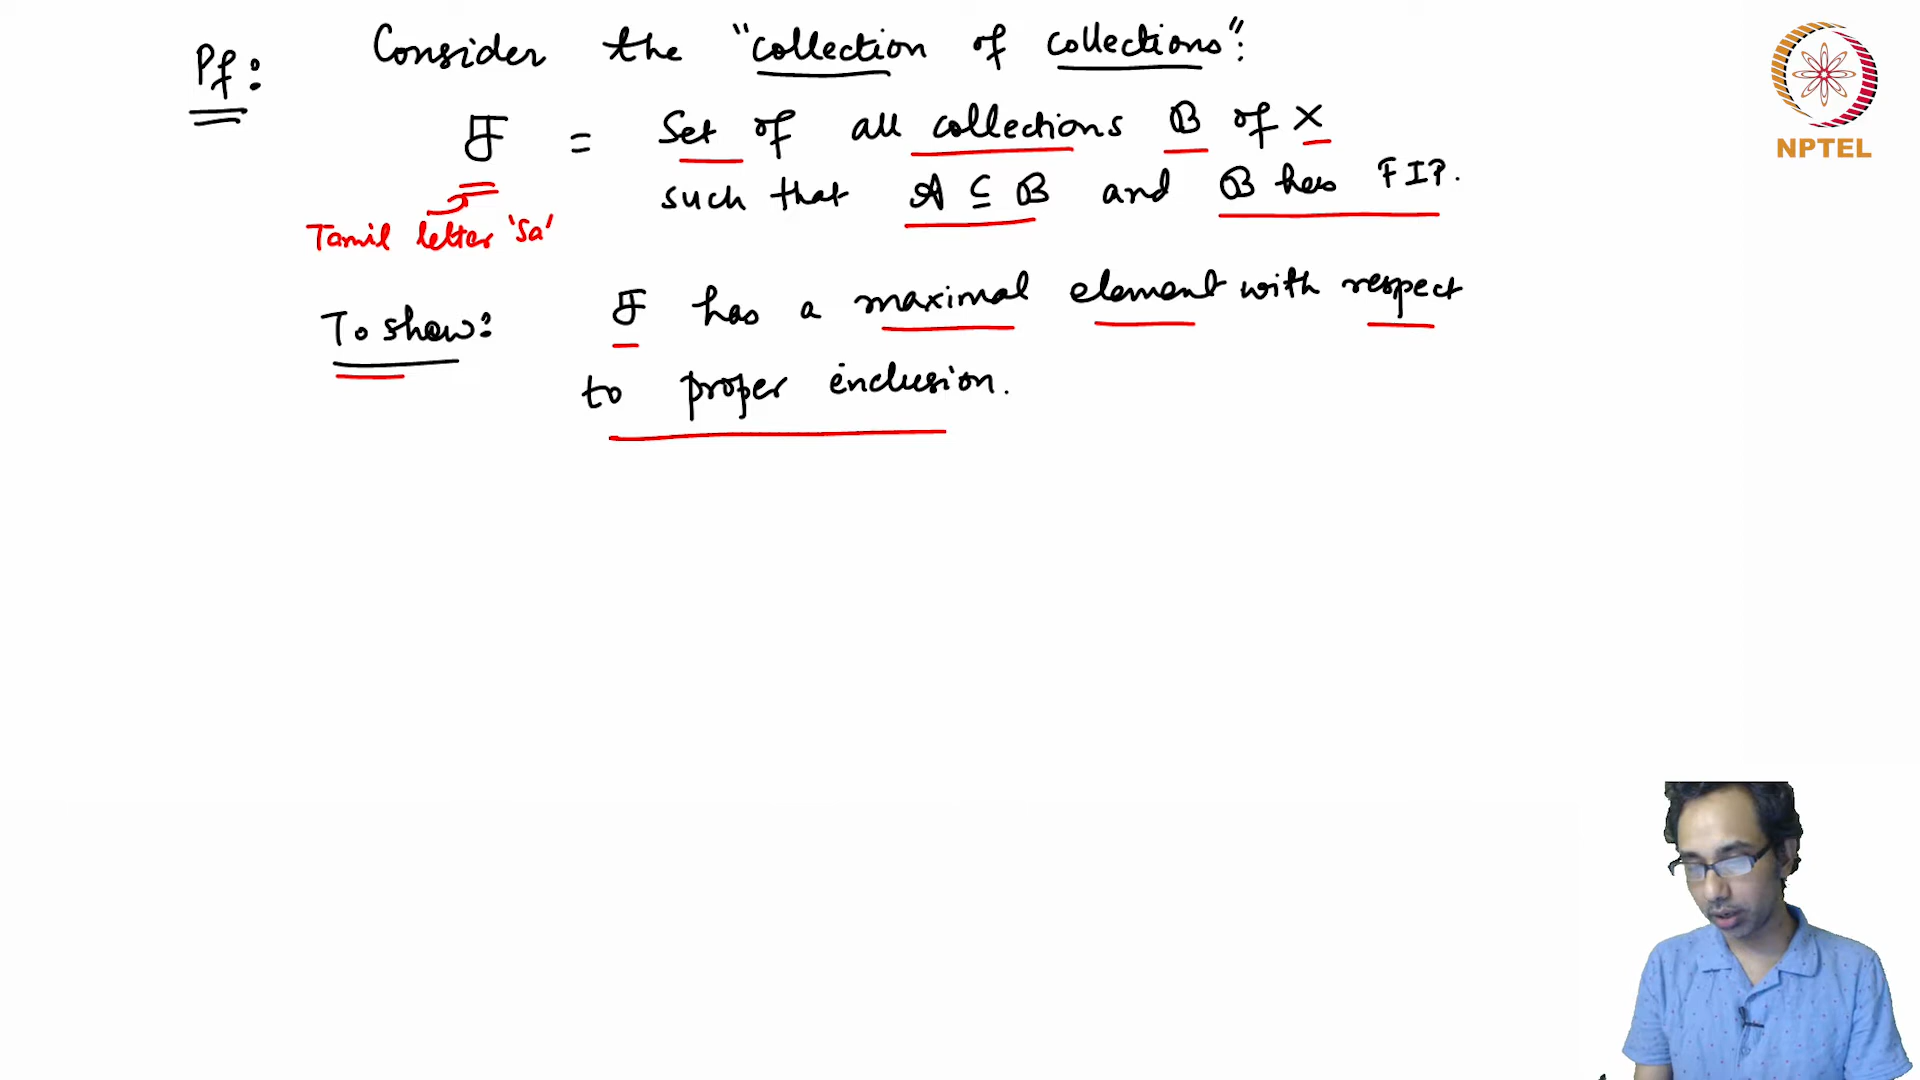 Pf: Consider the "collection of collections":
ச = Set of all collections B of X
such that A ⊆ B and B has FIP.
Tamil letter 'Sa'
To show: ச has a maximal element with respect
to proper inclusion.
NPTEL